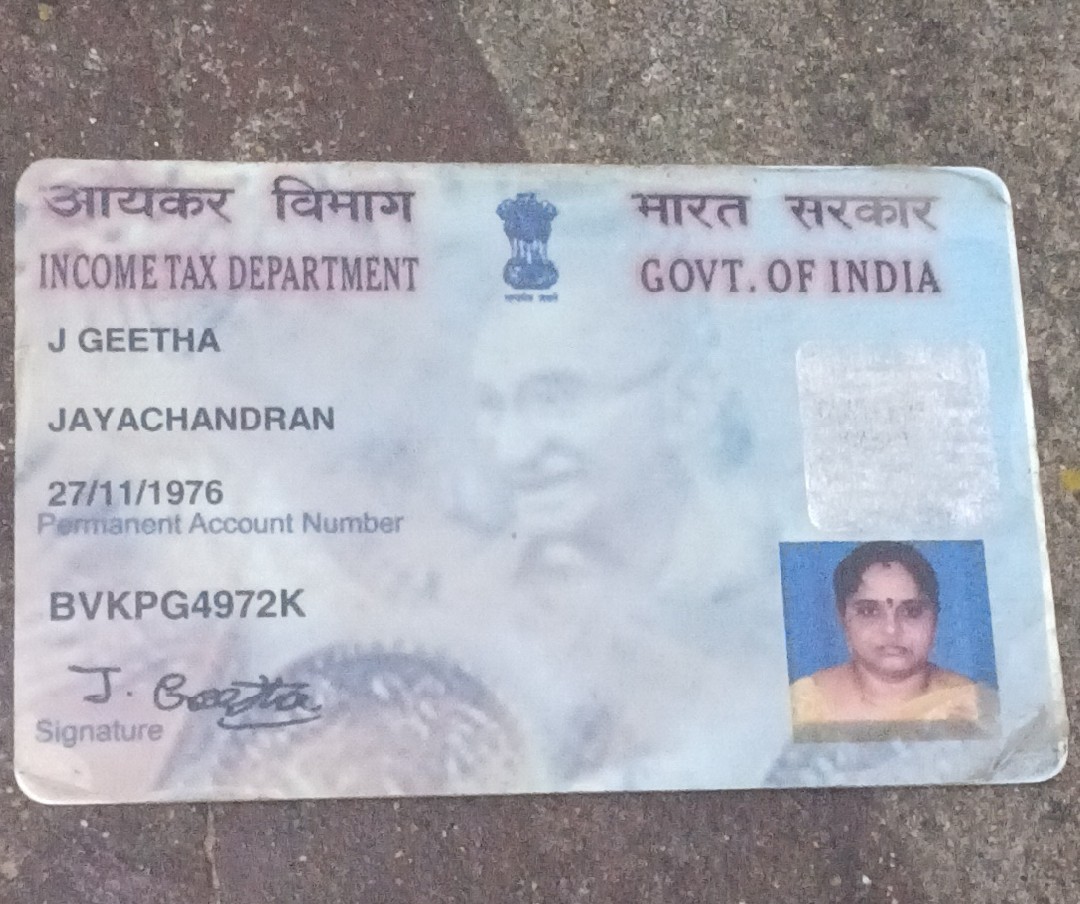 आयकर विभाग
INCOME TAX DEPARTMENT
भारत सरकार
GOVT. OF INDIA
J GEETHA
JAYACHANDRAN
27/11/1976
Permanent Account Number
BVKPG4972K
J. Geetha
Signature